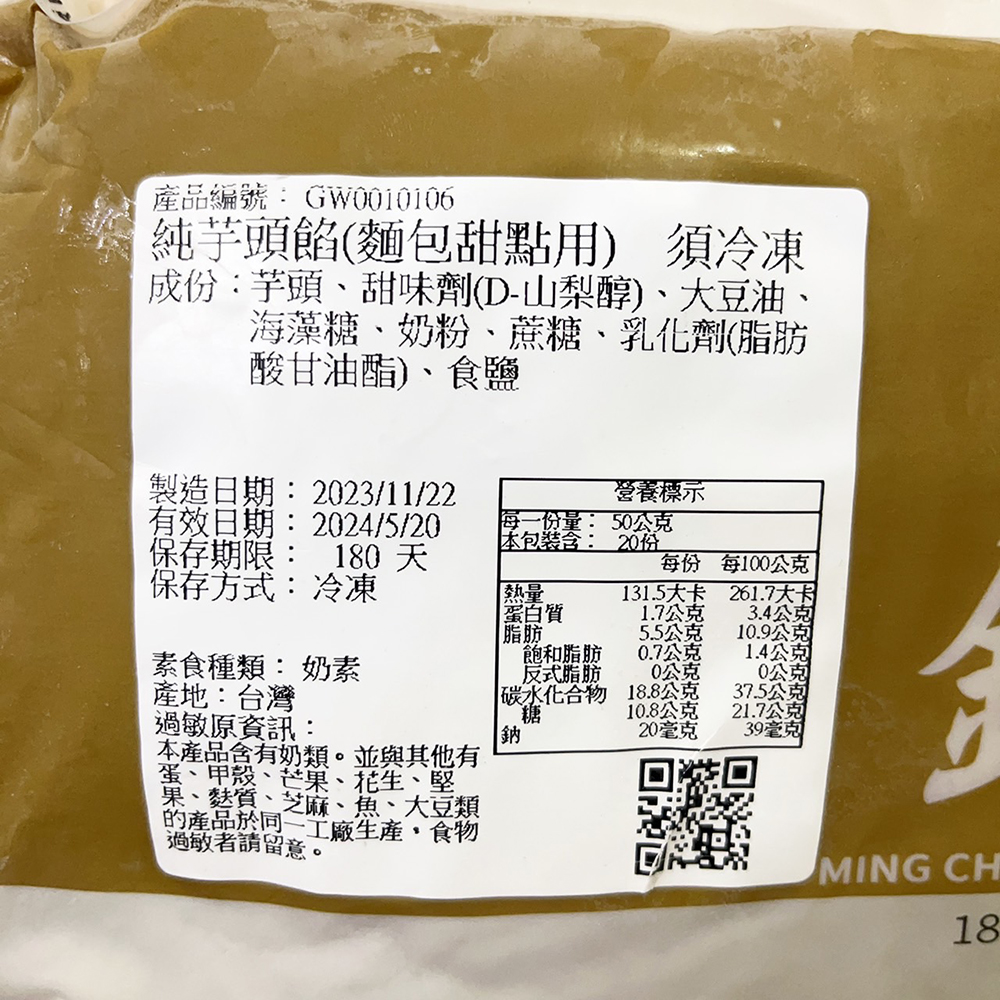 產品編號： GW0010106
純芋頭餡(麵包甜點用)　須冷凍
成份：芋頭、甜味劑(D-山梨醇)、大豆油、
海藻糖、奶粉、蔗糖、乳化劑(脂肪
酸甘油酯)、食鹽
製造日期： 2023/11/22
有效日期： 2024/5/20
保存期限： 180 天
保存方式： 冷凍
素食種類： 奶素
產地：台灣
過敏原資訊：
本產品含有奶類。並與其他有
蛋、甲殼、芒果、花生、堅
果、麩質、芝麻、魚、大豆類
的產品於同一工廠生產，食物
過敏者請留意。
營養標示
每一份量： 50公克
本包裝含： 20份
每份 每100公克
熱量 131.5大卡 261.7大卡
蛋白質 1.7公克 3.4公克
脂肪 5.5公克 10.9公克
飽和脂肪 0.7公克 1.4公克
反式脂肪 0公克 0公克
碳水化合物 18.8公克 37.5公克
糖 10.8公克 21.7公克
鈉 20毫克 39毫克
MING CH
18